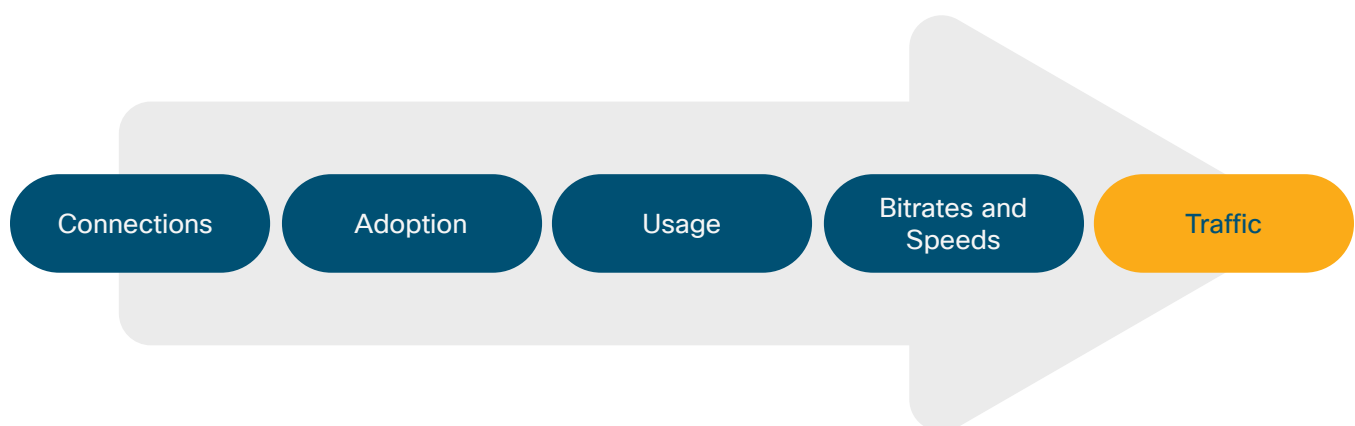 Connections
Adoption
Usage
Bitrates and
Speeds
Traffic